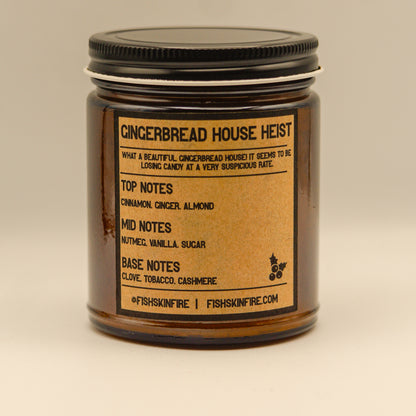 GINGERBREAD HOUSE HEIST
WHAT A BEAUTIFUL GINGERBREAD HOUSE! IT SEEMS TO BE
LOSING CANDY AT A VERY SUSPICIOUS RATE.
TOP NOTES
CINNAMON, GINGER, ALMOND
MID NOTES
NUTMEG, VANILLA, SUGAR
BASE NOTES
CLOVE, TOBACCO, CASHMERE
@FISHSKINFIRE | FISHSKINFIRE.COM